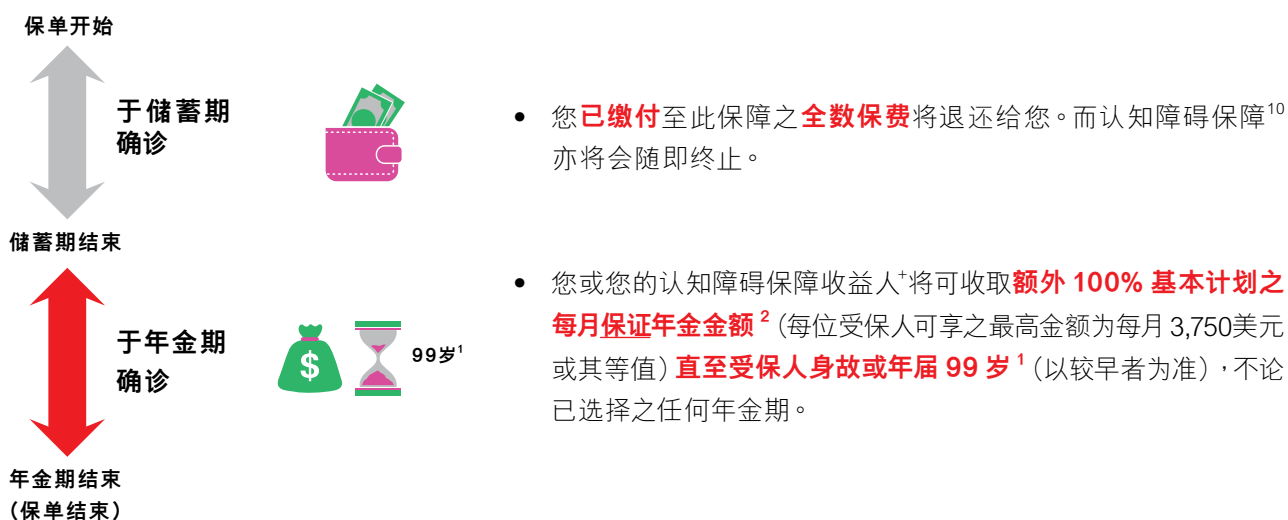 保单开始
于储蓄期
确诊
• 您已缴付至此保障之全数保费将退还给您。而认知障碍保障10
亦将会随即终止。
储蓄期结束
• 您或您的认知障碍保障收益人+将可收取额外 100% 基本计划之
每月保证年金金额 2（每位受保人可享之最高金额为每月 3,750美元
或其等值）直至受保人身故或年届 99 岁 1（以较早者为准），不论
已选择之任何年金期。
于年金期
确诊
$
99岁1
年金期结束
（保单结束）